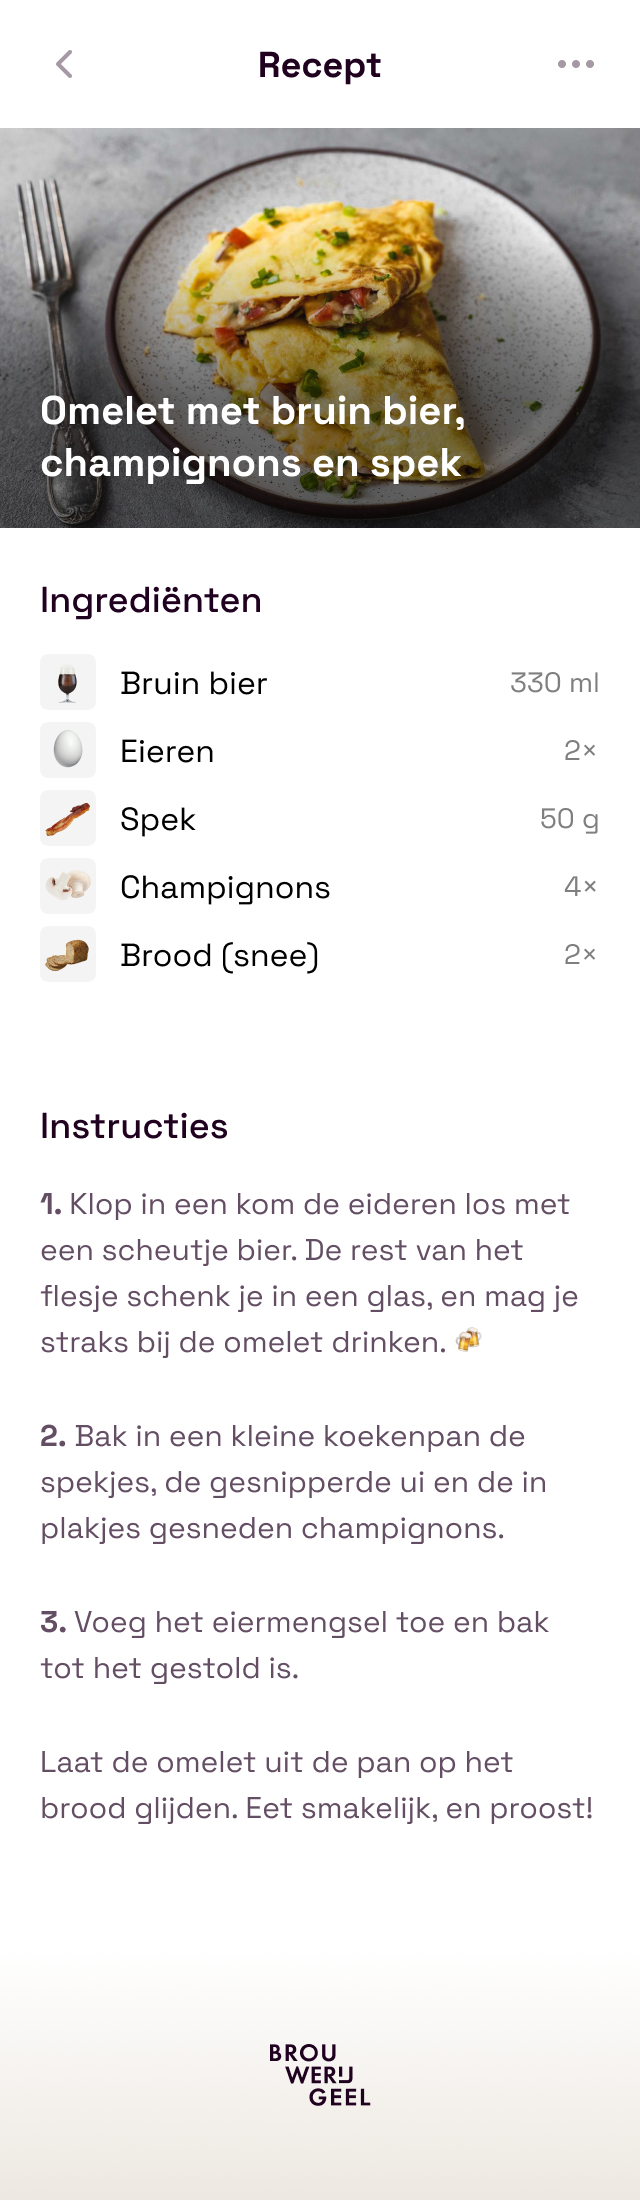 Recept
Omelet met bruin bier,
champignons en spek
Ingrediënten
Bruin bier 330 ml
Eieren 2×
Spek 50 g
Champignons 4×
Brood (snee) 2×
Instructies
1. Klop in een kom de eideren los met
een scheutje bier. De rest van het
flesje schenk je in een glas, en mag je
straks bij de omelet drinken. 🍻
2. Bak in een kleine koekenpan de
spekjes, de gesnipperde ui en de in
plakjes gesneden champignons.
3. Voeg het eiermengsel toe en bak
tot het gestold is.
Laat de omelet uit de pan op het
brood glijden. Eet smakelijk, en proost!
BROU
WERIJ
GEEL